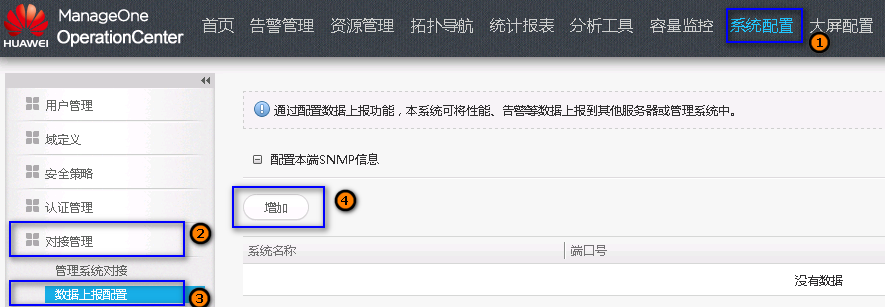 HUAWEI
ManageOne
OperationCenter
首页 告警管理 资源管理 拓扑导航 统计报表 分析工具 容量监控 系统配置 大屏配置
1
用户管理
域定义
安全策略
认证管理
对接管理
2
管理系统对接
数据上报配置
3
通过配置数据上报功能，本系统可将性能、告警等数据上报到其他服务器或管理系统中。
配置本端SNMP信息
增加
4
系统名称 端口号
没有数据